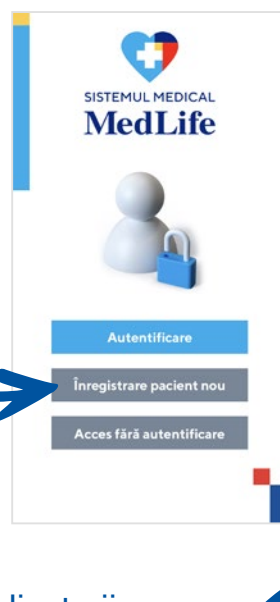 SISTEMUL MEDICAL
MedLife
Autentificare
Înregistrare pacient nou
Acces fără autentificare